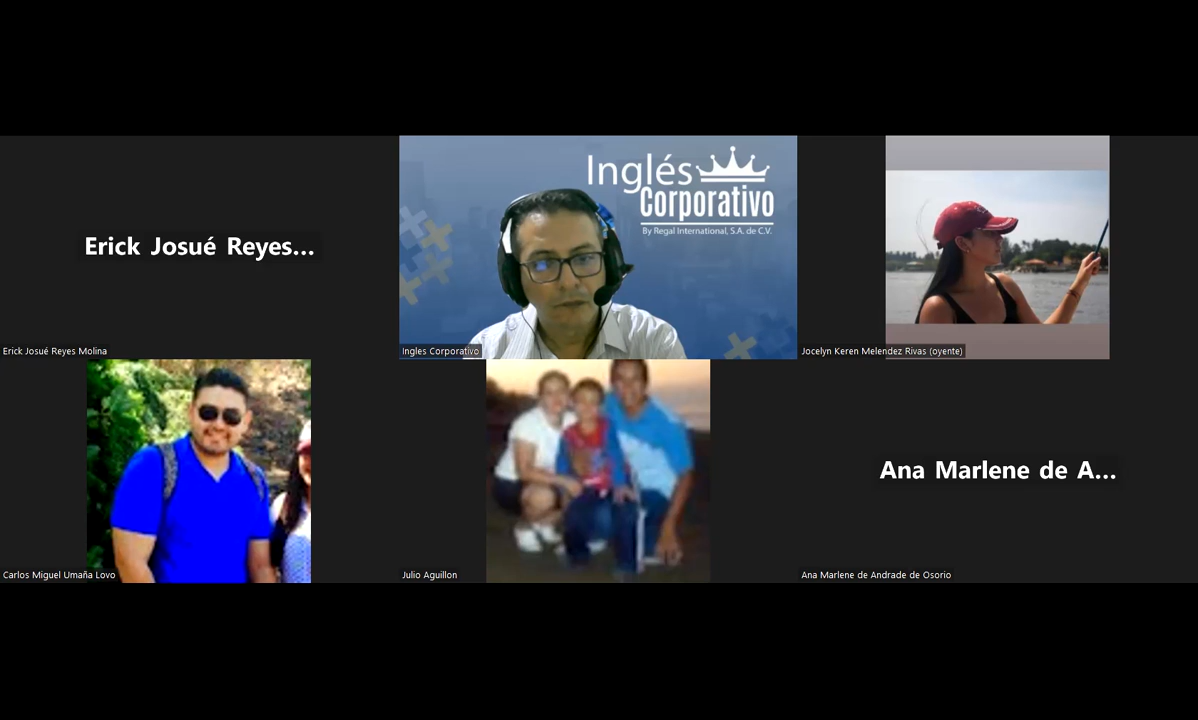 Erick Josué Reyes...
Erick Josué Reyes Molina
Inglés
Corporativo
By Regal International, S.A. de C.V.
Ingles Corporativo
Jocelyn Keren Melendez Rivas (oyente)
Carlos Miguel Umaña Lovo
Julio Aguillon
Ana Marlene de A...
Ana Marlene de Andrade de Osorio